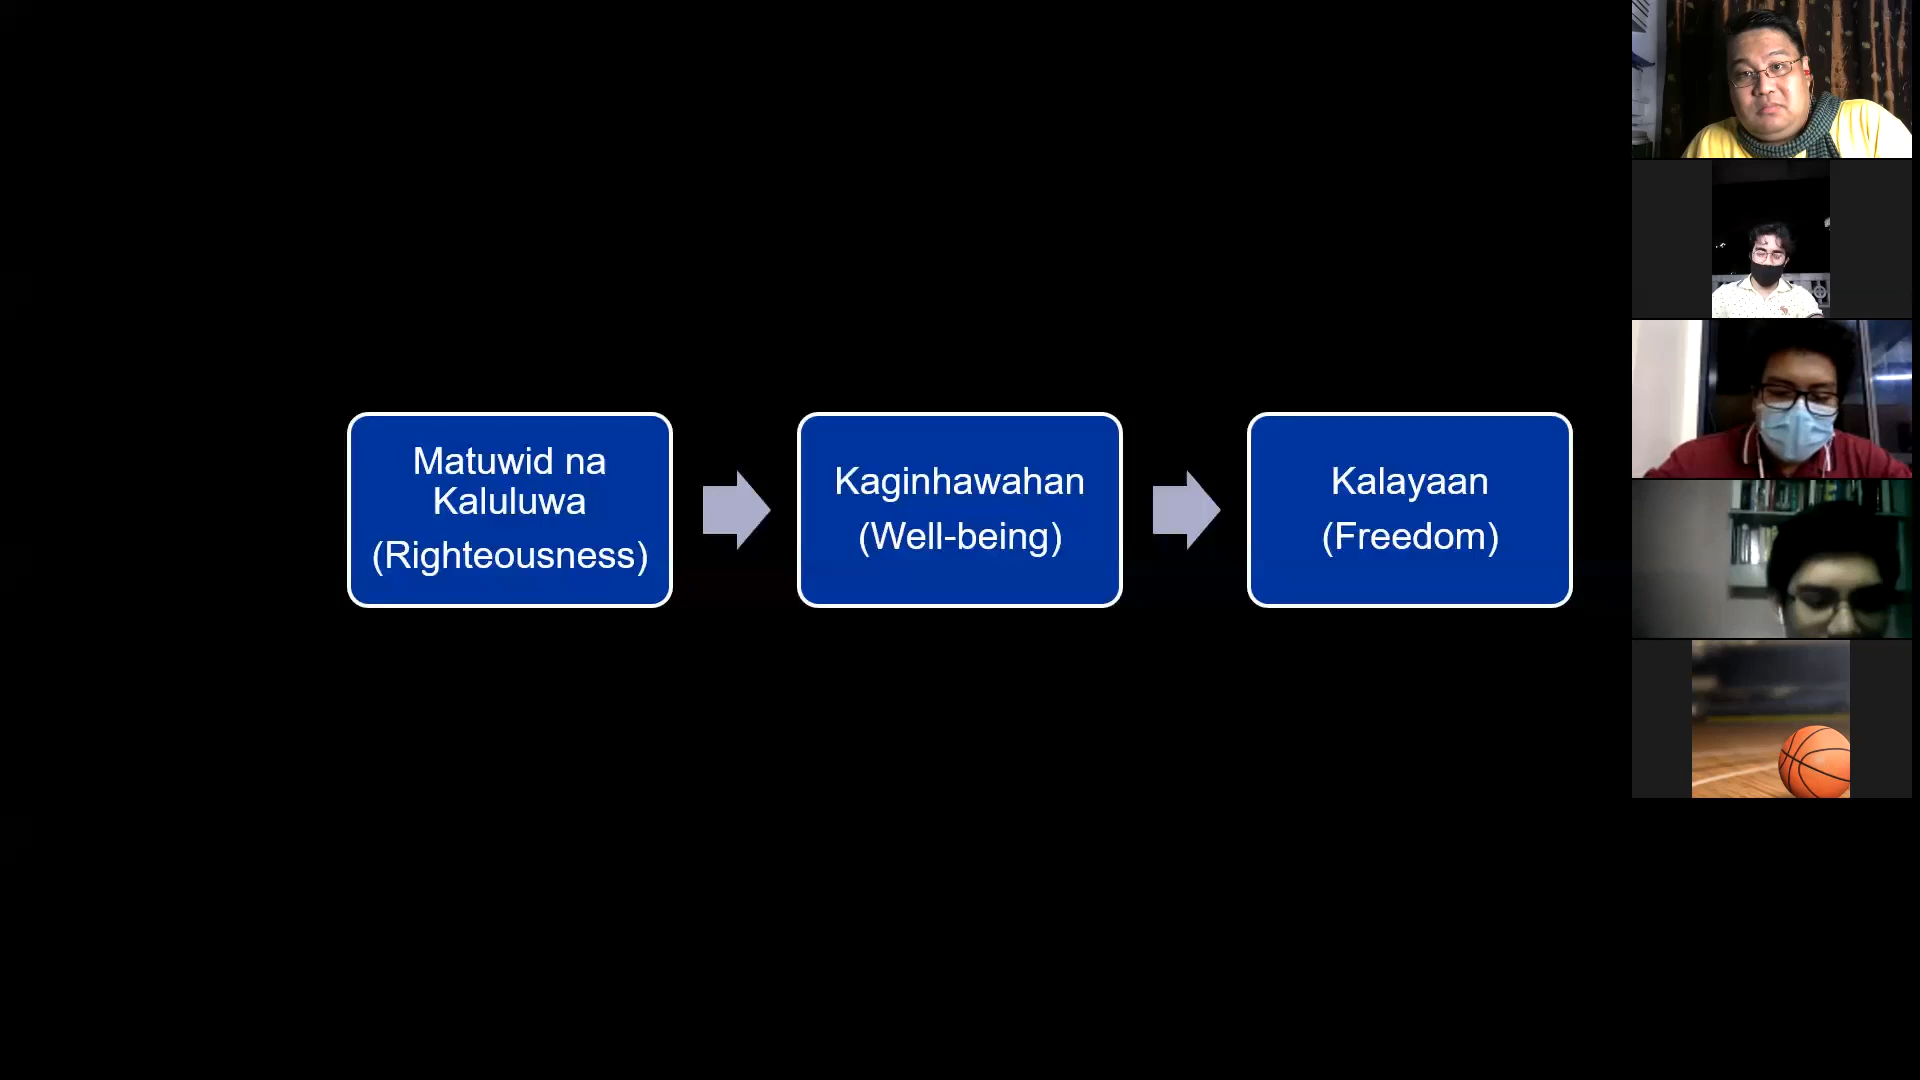 Matuwid na
Kaluluwa
(Righteousness)
Kaginhawahan
(Well-being)
Kalayaan
(Freedom)